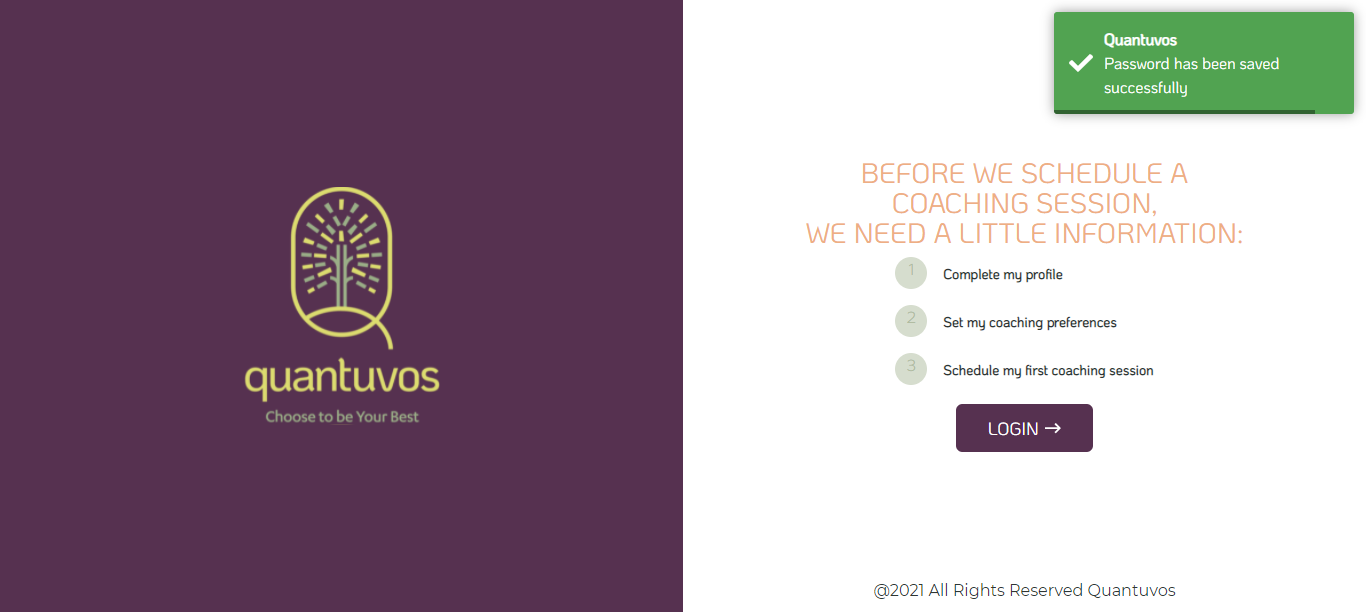 quantuvos
Choose to be Your Best
Quantuvos
Password has been saved
successfully
BEFORE WE SCHEDULE A
COACHING SESSION,
WE NEED A LITTLE INFORMATION:
1 Complete my profile
2 Set my coaching preferences
3 Schedule my first coaching session
LOGIN →
@2021 All Rights Reserved Quantuvos